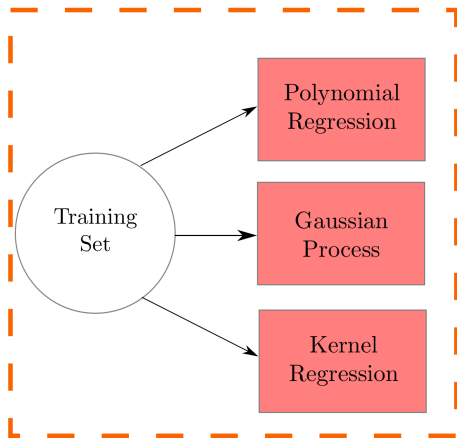 Polynomial
Regression
Training
Set
Gaussian
Process
Kernel
Regression